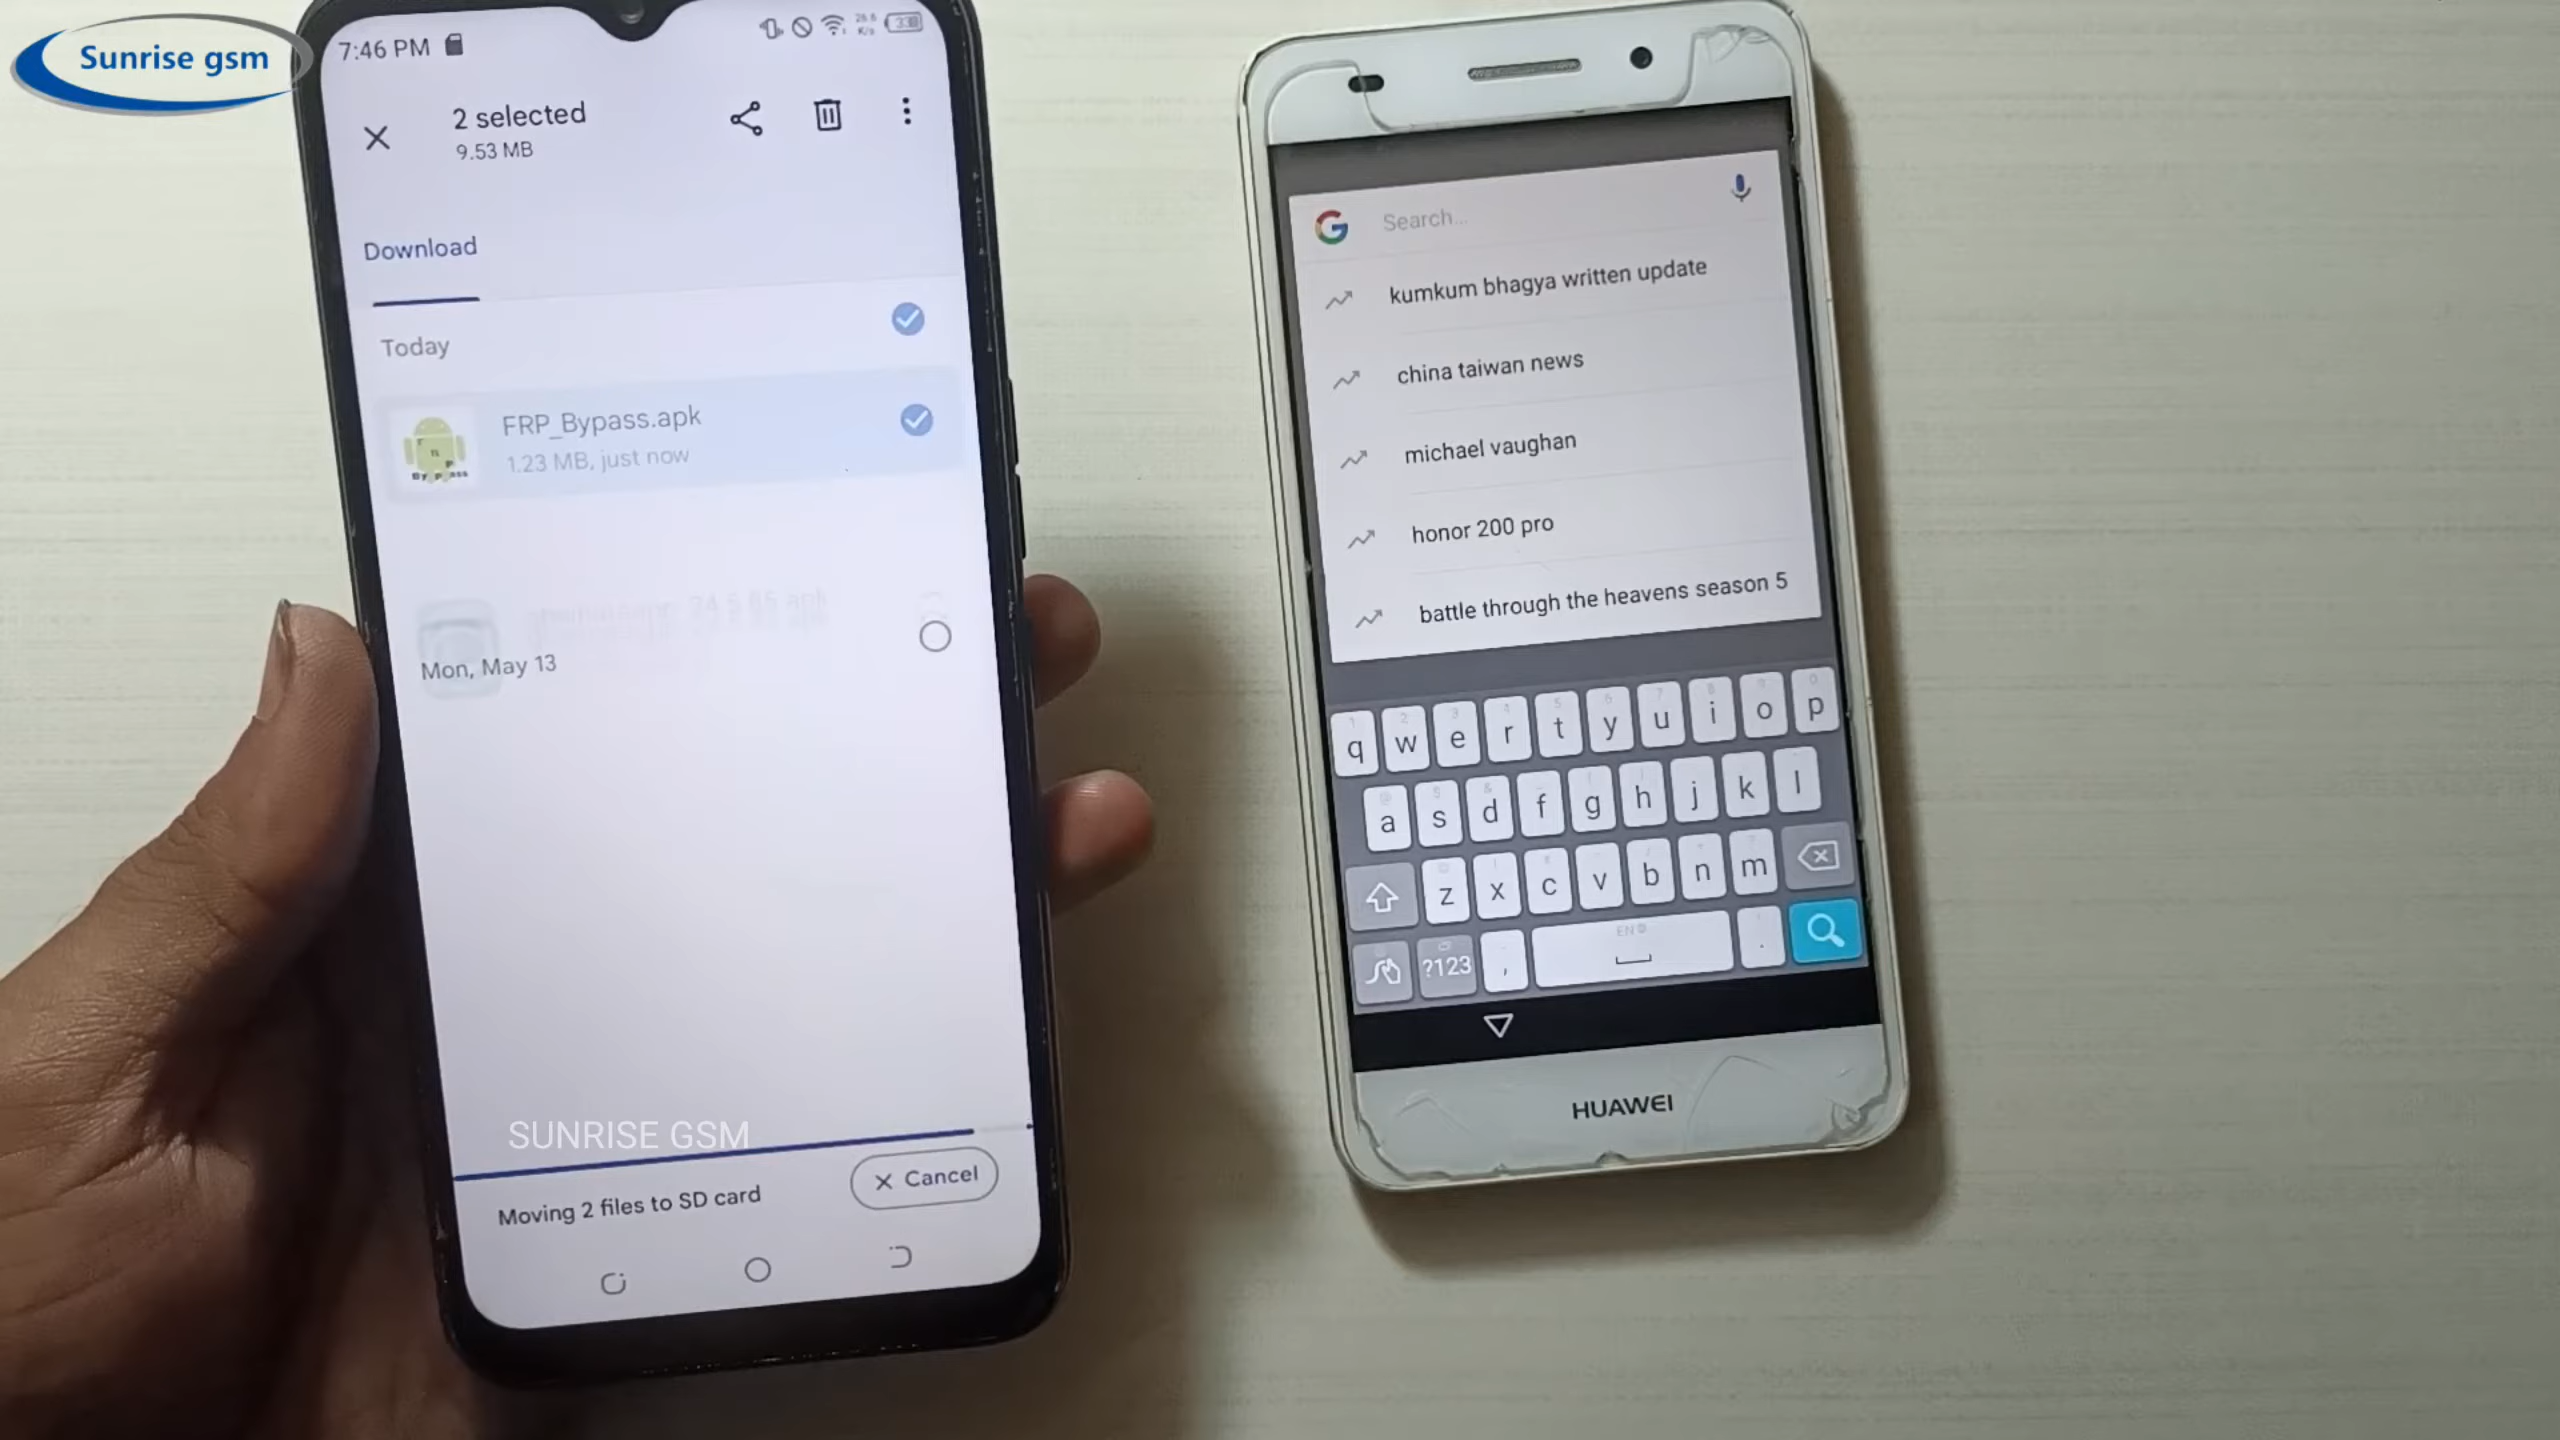 Sunrise gsm
7:46 PM
2 selected
9.53 MB
Download
Today
FRP_Bypass.apk
1.23 MB, just now
Mon, May 13
SUNRISE GSM
Moving 2 files to SD card
Cancel
Search...
kumkum bhagya written update
china taiwan news
michael vaughan
honor 200 pro
battle through the heavens season 5
q w e r t y u i o p
a s d f g h j k l
z x c v b n m
?123 , EN .
HUAWEI